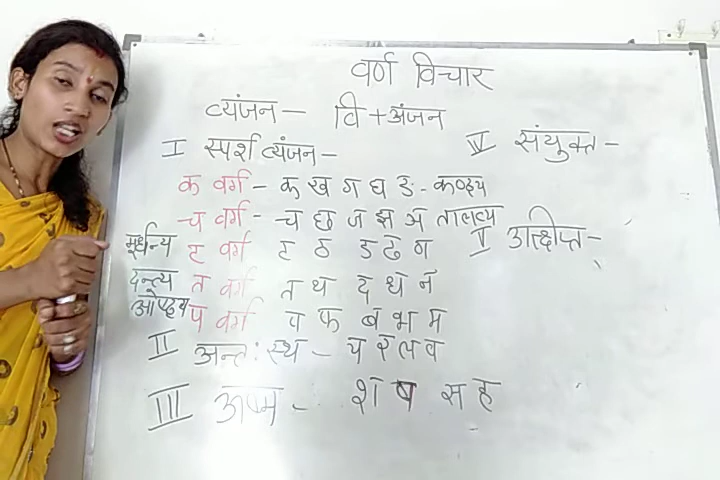 वर्ण विचार
व्यंजन – वि + अंजन
I स्पर्श व्यंजन –
क वर्ग – क ख ग घ ङ - कण्ठ्य
च वर्ग – च छ ज झ ञ तालव्य
मूर्धन्य ट वर्ग ट ठ ड ढ ण
दन्त्य त वर्ग त थ द ध न
ओष्ठ्य प वर्ग प फ ब भ म
II अन्तःस्थ – य र ल व
III ऊष्म - श ष स ह
IV संयुक्त –
V उत्क्षिप्त –